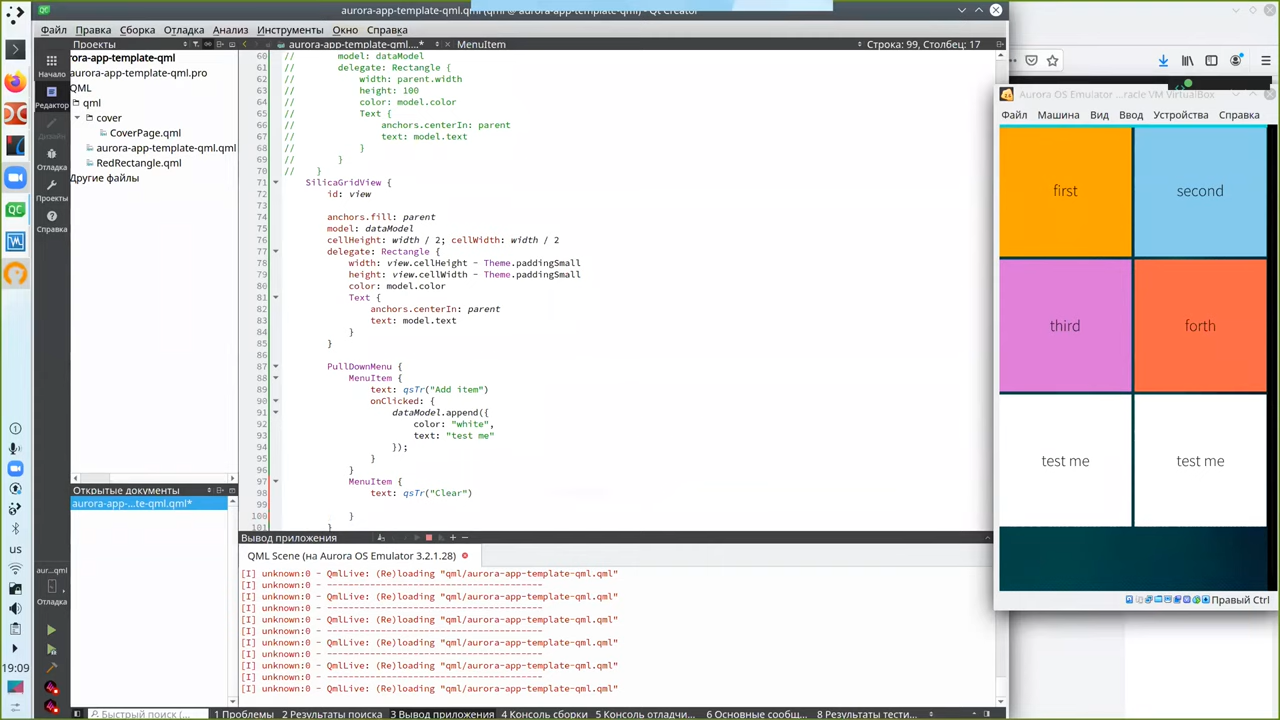 aurora-app-template-qml.qml (qml @ aurora-app-template-qml) - Qt Creator
Файл Правка Сборка Отладка Анализ Инструменты Окно Справка
Проекты
aurora-app-template-qml....*
MenuItem
Строка: 99, Столбец: 17
Начало
Редактор
Дизайн
Отладка
Проекты
Справка
rora-app-template-qml
aurora-app-template-qml.pro
QML
qml
cover
CoverPage.qml
aurora-app-template-qml.qml
RedRectangle.qml
Другие файлы
Открытые документы
aurora-app-...te-qml.qml*
60 // model: dataModel
61 // delegate: Rectangle {
62 // width: parent.width
63 // height: 100
64 // color: model.color
65 // Text {
66 // anchors.centerIn: parent
67 // text: model.text
68 // }
69 // }
70 // }
71 SilicaGridView {
72 id: view
73
74 anchors.fill: parent
75 model: dataModel
76 cellHeight: width / 2; cellWidth: width / 2
77 delegate: Rectangle {
78 width: view.cellHeight - Theme.paddingSmall
79 height: view.cellWidth - Theme.paddingSmall
80 color: model.color
81 Text {
82 anchors.centerIn: parent
83 text: model.text
84 }
85 }
86
87 PullDownMenu {
88 MenuItem {
89 text: qsTr("Add item")
90 onClicked: {
91 dataModel.append({
92 color: "white",
93 text: "test me"
94 });
95 }
96 }
97 MenuItem {
98 text: qsTr("Clear")
99
100 }
101 }
Вывод приложения
QML Scene (на Aurora OS Emulator 3.2.1.28)
[I] unknown:0 - QmlLive: (Re)loading "qml/aurora-app-template-qml.qml"
[I] unknown:0 - ---------------------------------------
[I] unknown:0 - QmlLive: (Re)loading "qml/aurora-app-template-qml.qml"
[I] unknown:0 - ---------------------------------------
[I] unknown:0 - QmlLive: (Re)loading "qml/aurora-app-template-qml.qml"
[I] unknown:0 - ---------------------------------------
[I] unknown:0 - QmlLive: (Re)loading "qml/aurora-app-template-qml.qml"
[I] unknown:0 - ---------------------------------------
[I] unknown:0 - QmlLive: (Re)loading "qml/aurora-app-template-qml.qml"
[I] unknown:0 - ---------------------------------------
[I] unknown:0 - QmlLive: (Re)loading "qml/aurora-app-template-qml.qml"
us
19:09
aur...qml
Отладка
Быстрый поиск (...
1 Проблемы 2 Результаты поиска 3 Вывод приложения 4 Консоль сборки 5 Консоль отладчи... 6 Основные сообщ... 8 Результаты тести...
Aurora OS Emulator ...racle VM VirtualBox
Файл Машина Вид Ввод Устройства Справка
first second
third forth
test me test me
Правый Ctrl